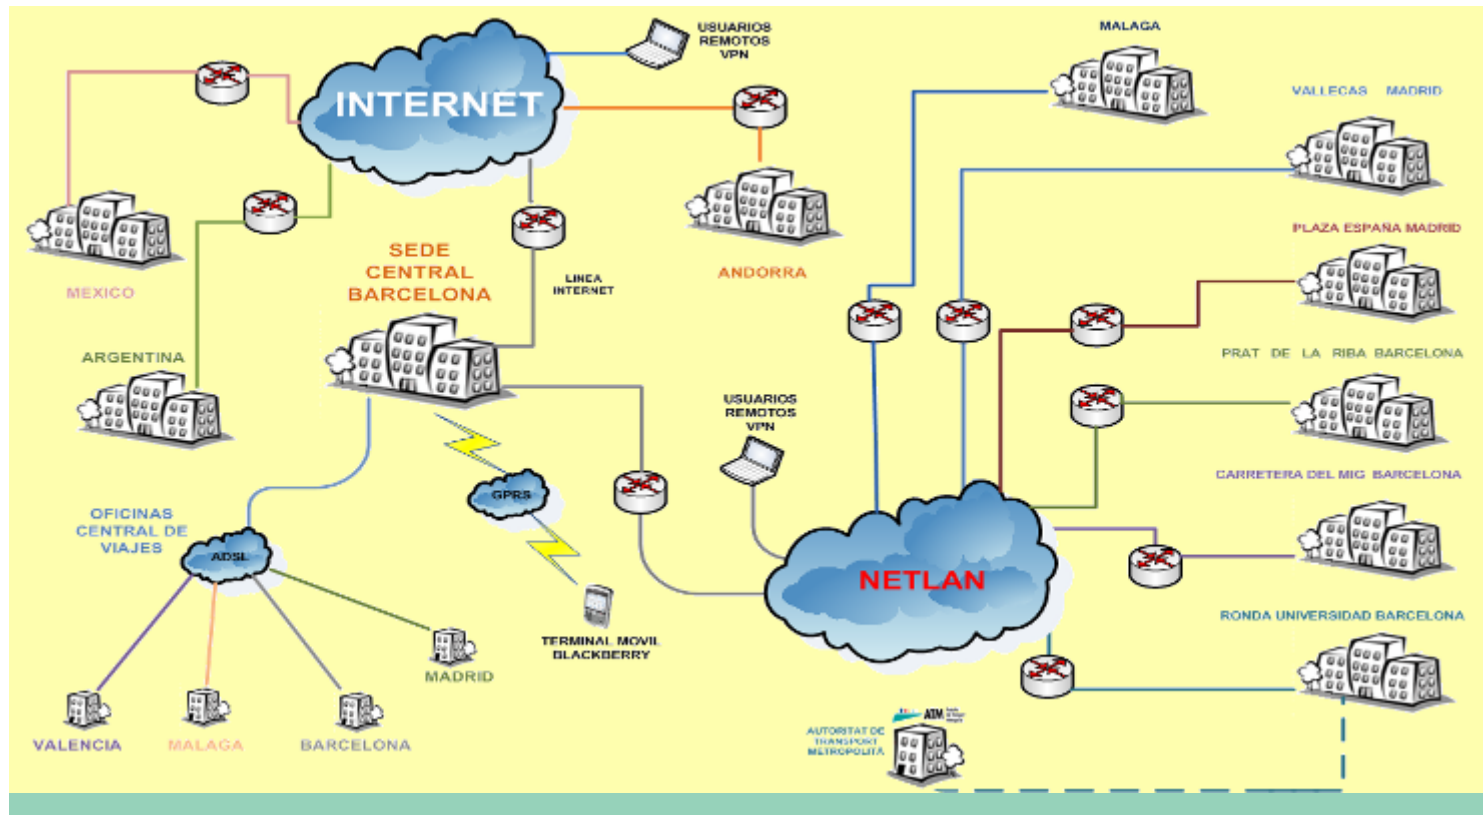 INTERNET
USUARIOS
REMOTOS
VPN
MALAGA
VALLECAS MADRID
PLAZA ESPAÑA MADRID
SEDE
CENTRAL
BARCELONA
LINEA
INTERNET
ANDORRA
MEXICO
ARGENTINA
PRAT DE LA RIBA BARCELONA
USUARIOS
REMOTOS
VPN
CARRETERA DEL MIG BARCELONA
GPRS
OFICINAS
CENTRAL DE
VIAJES
ADSL
NETLAN
TERMINAL MOVIL
BLACKBERRY
RONDA UNIVERSIDAD BARCELONA
MADRID
VALENCIA
MALAGA
BARCELONA
ATM
AUTORITAT DE
TRANSPORT
METROPOLITÀ